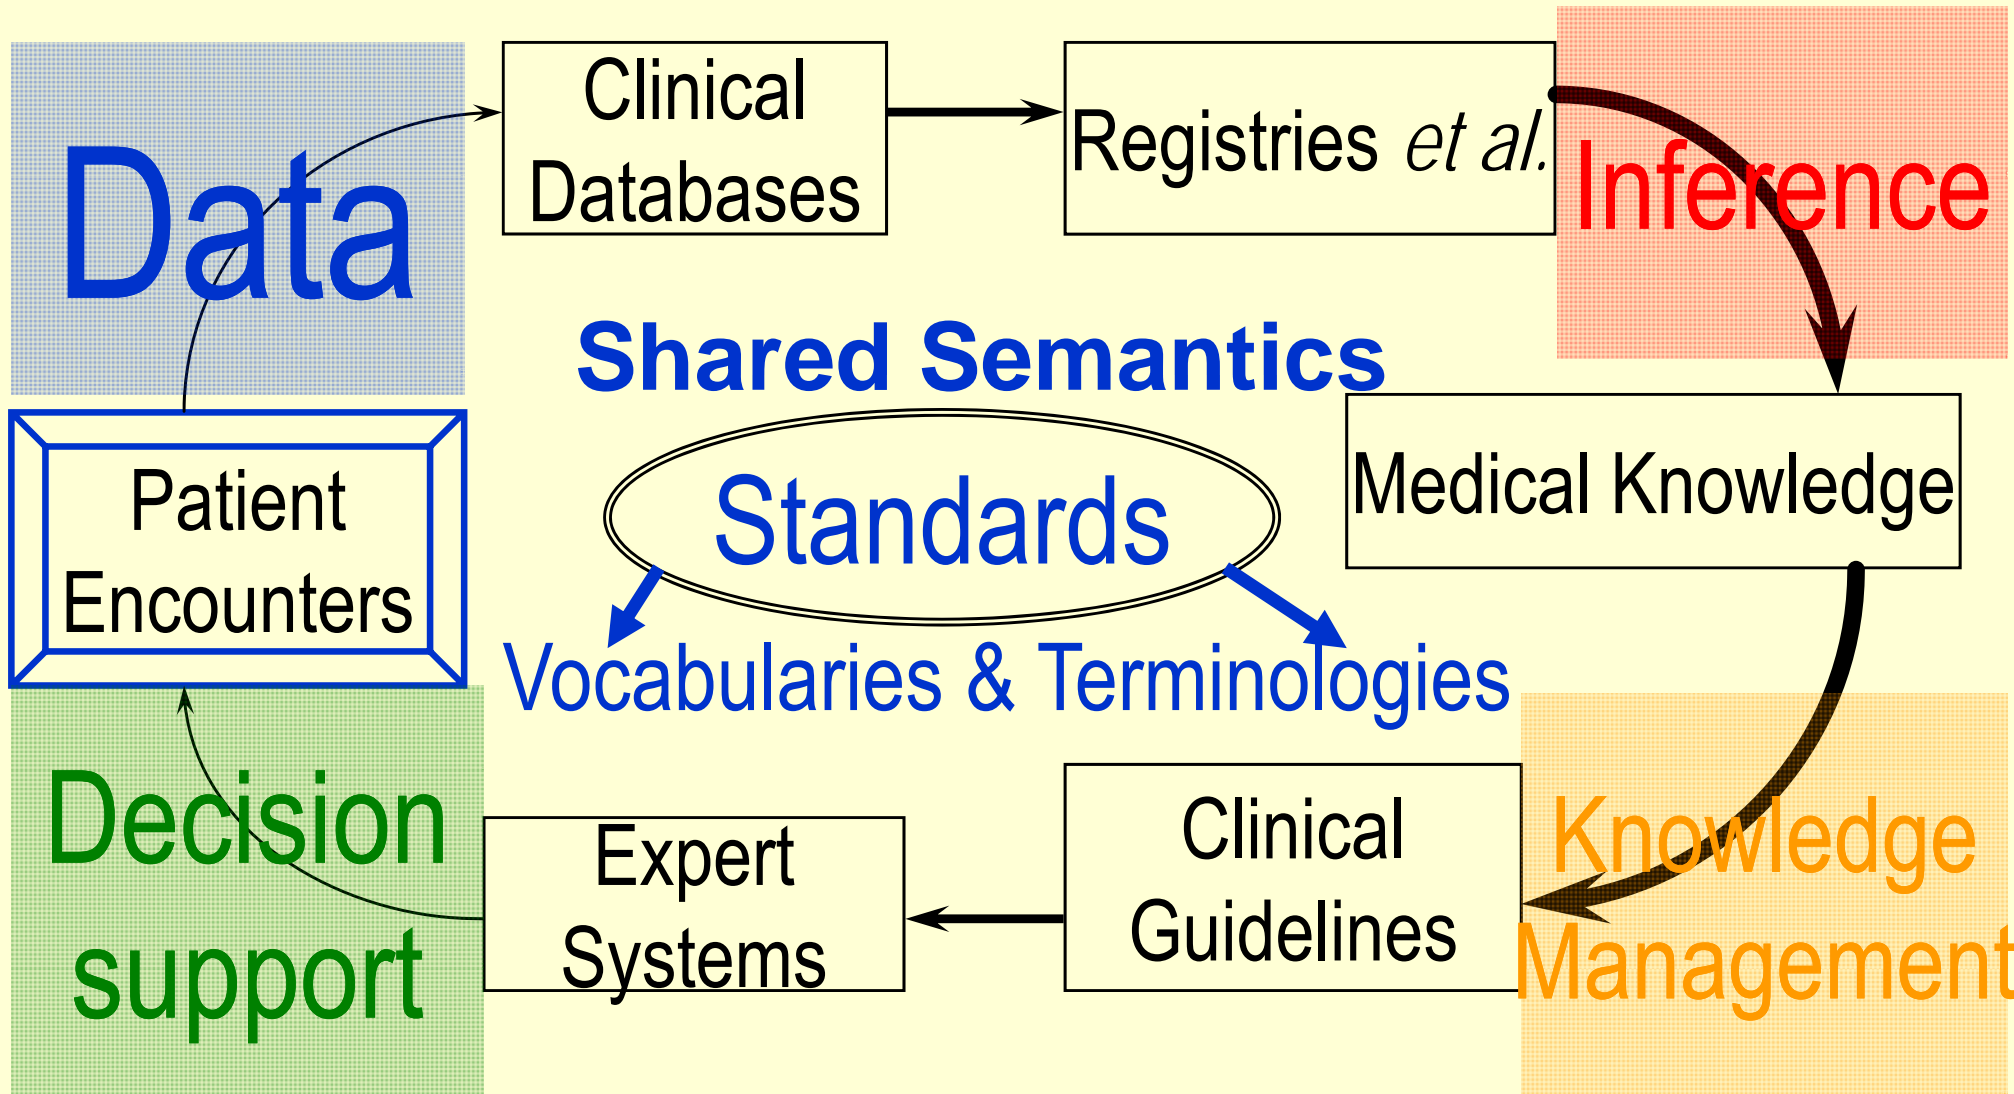 Data
Clinical
Databases
Registries et al.
Inference
Shared Semantics
Patient
Encounters
Standards
Medical Knowledge
Vocabularies & Terminologies
Decision
support
Expert
Systems
Clinical
Guidelines
Knowledge
Management